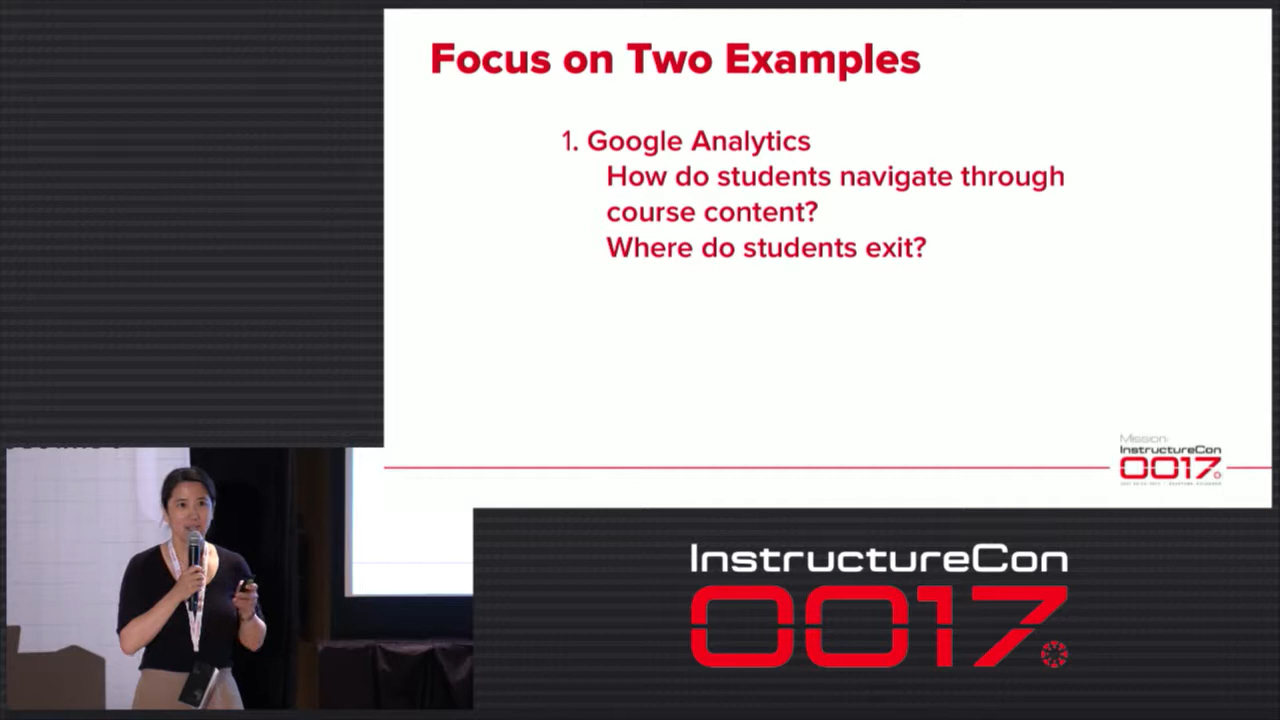 Focus on Two Examples
1. Google Analytics
How do students navigate through
course content?
Where do students exit?
Mission:
InstructureCon
0017
InstructureCon
0017